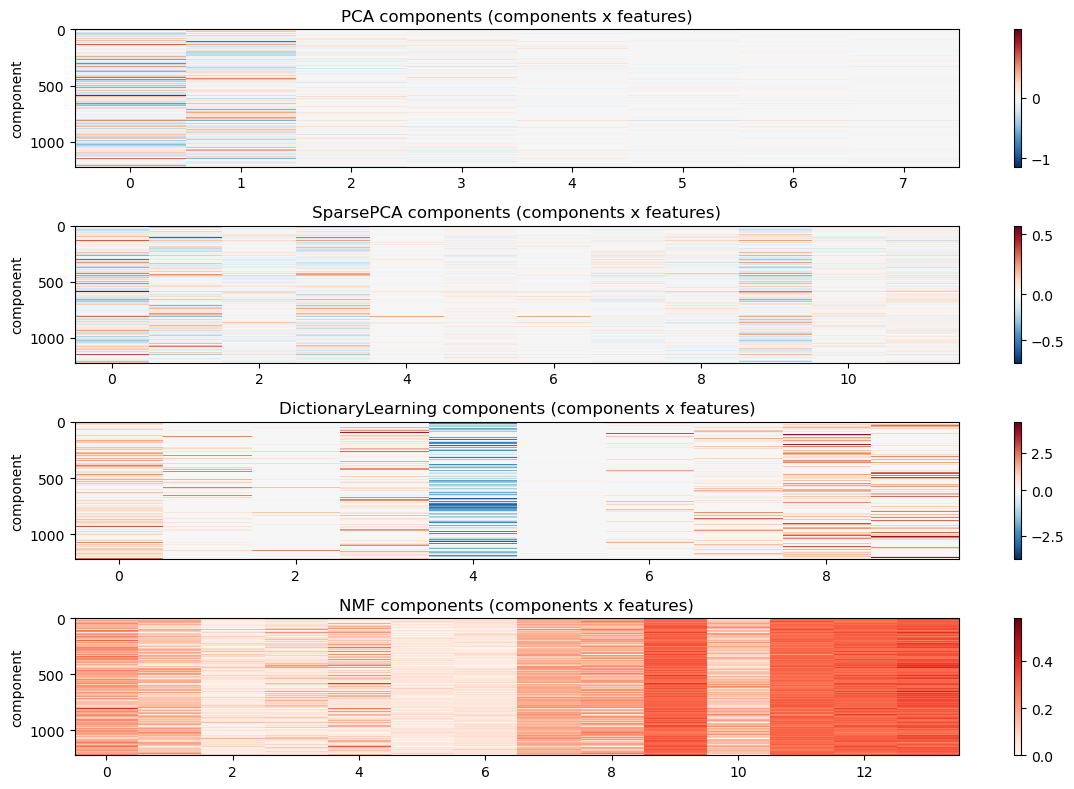 PCA components (components x features)
component
0
500
1000
0 1 2 3 4 5 6 7
0
−1
SparsePCA components (components x features)
component
0
500
1000
0 2 4 6 8 10
0.5
0.0
−0.5
DictionaryLearning components (components x features)
component
0
500
1000
0 2 4 6 8
2.5
0.0
−2.5
NMF components (components x features)
component
0
500
1000
0 2 4 6 8 10 12
0.4
0.2
0.0